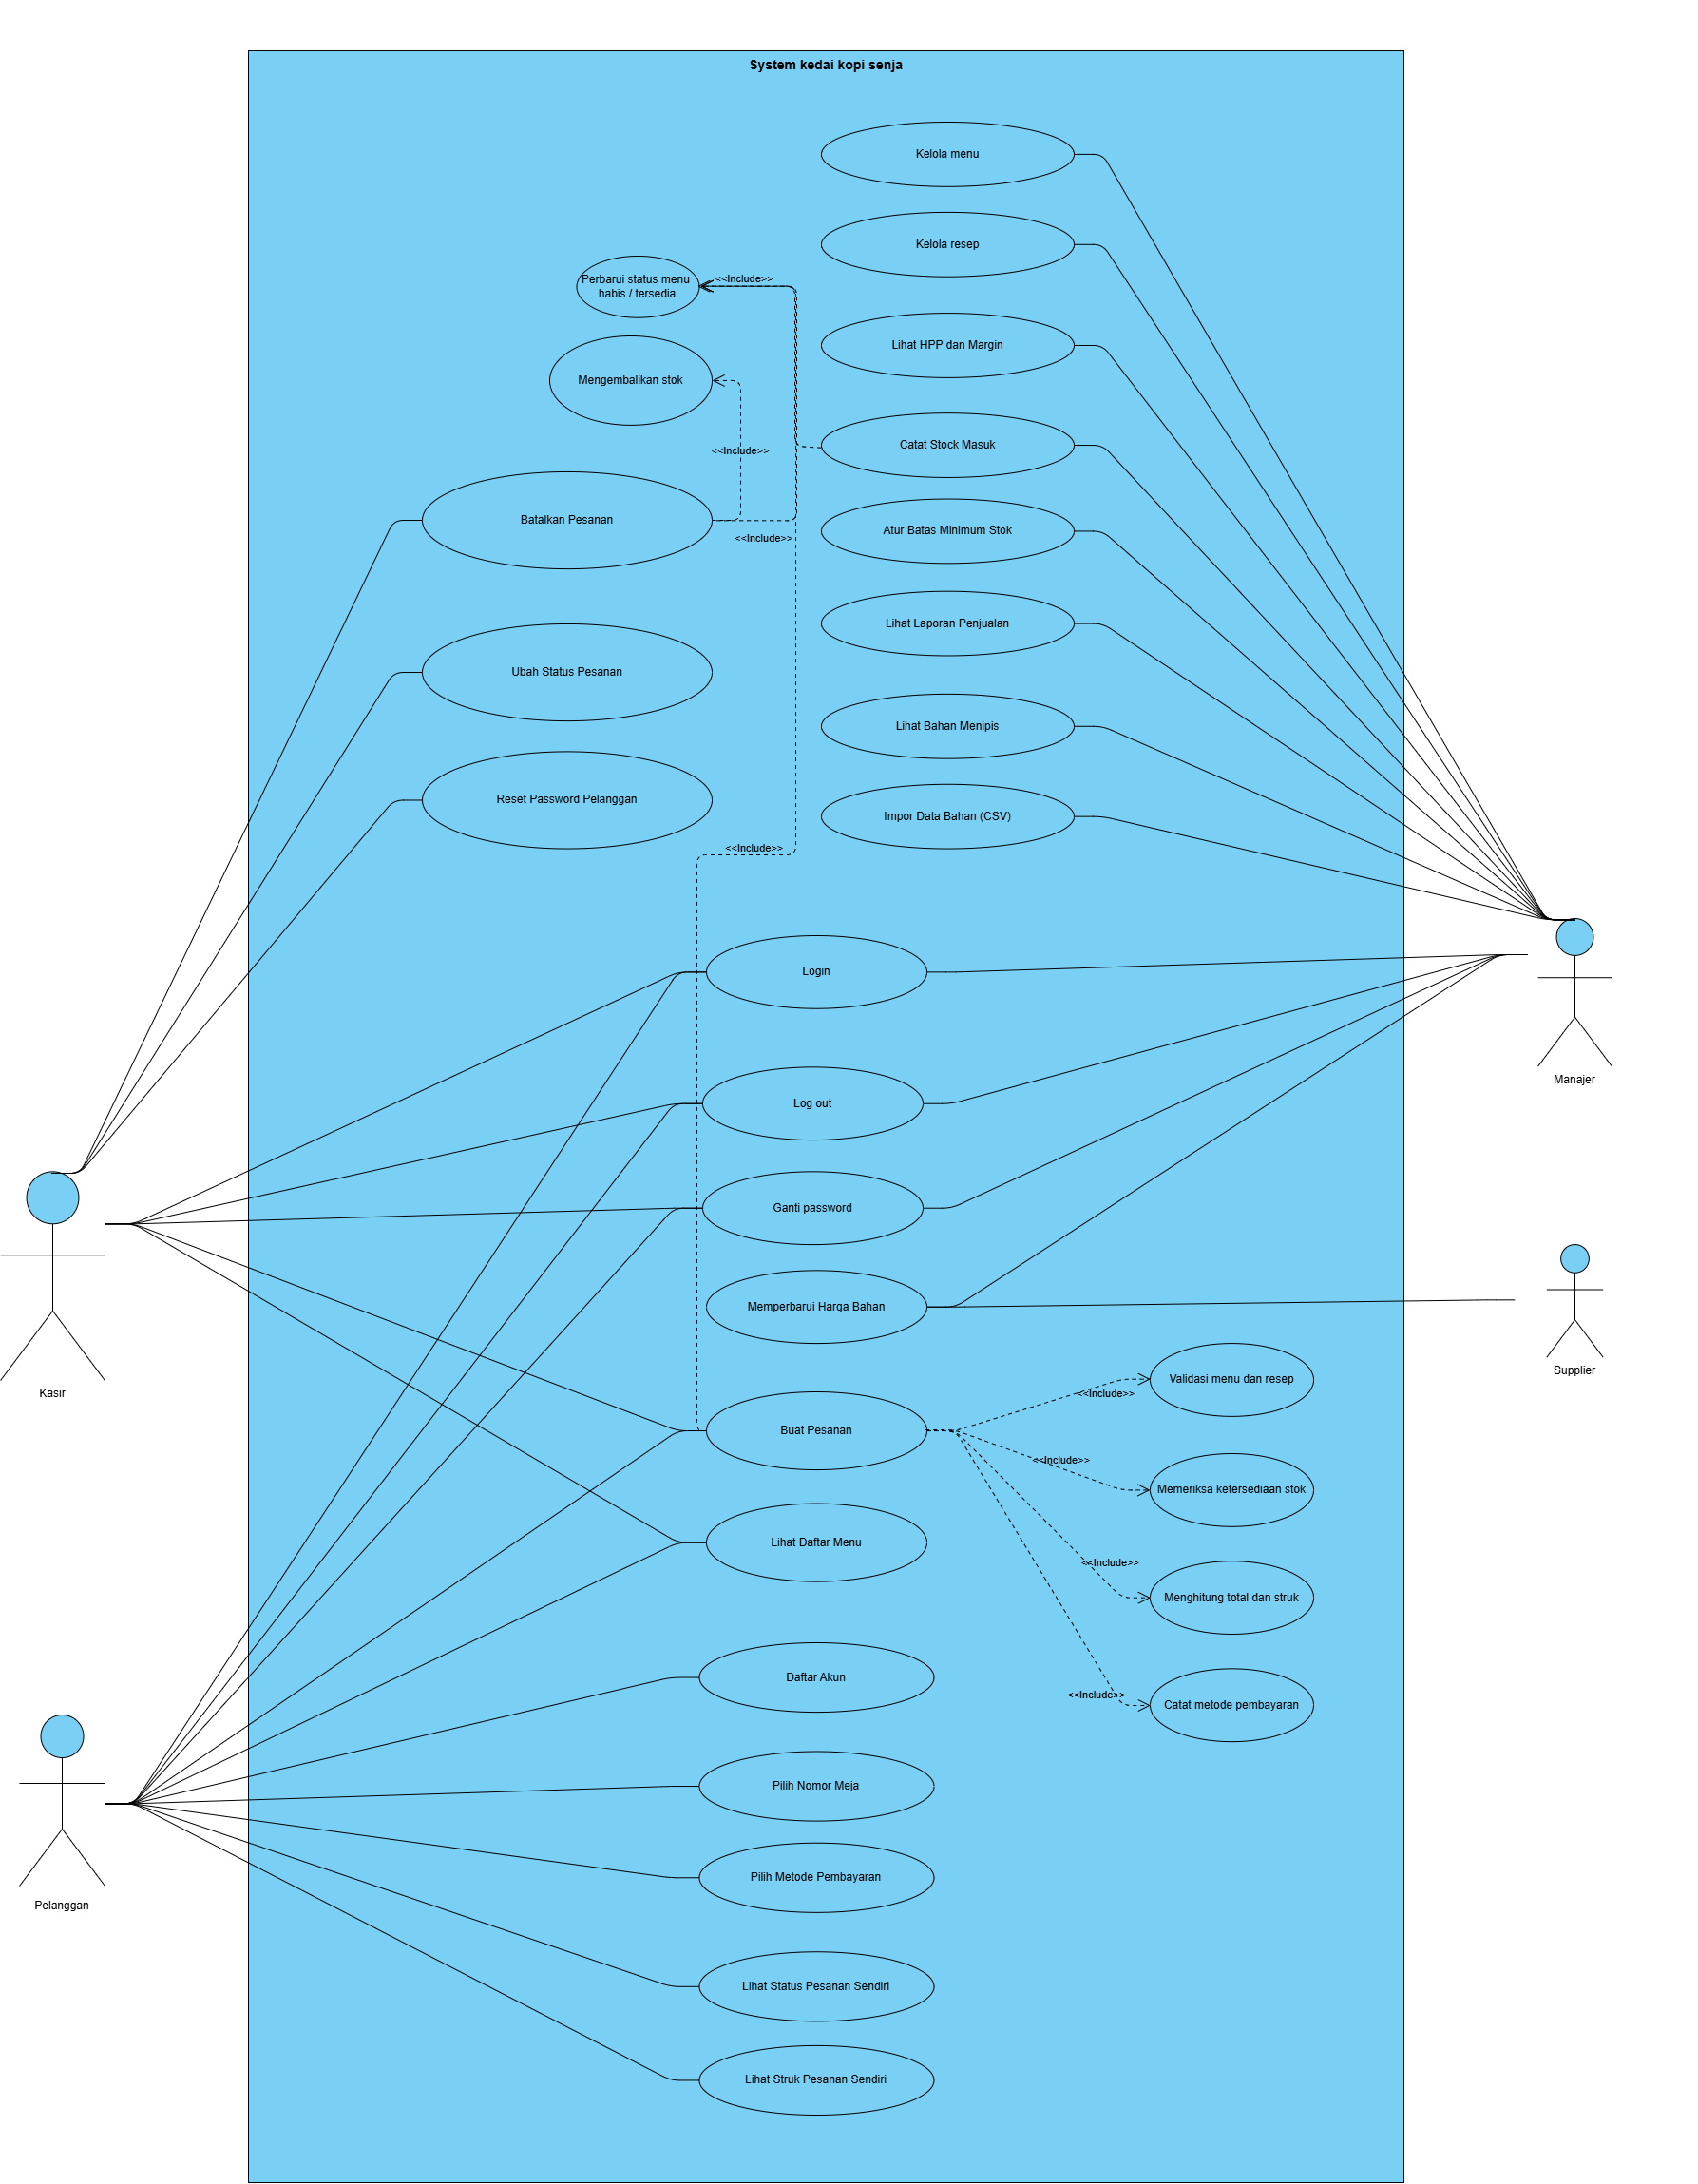 System kedai kopi senja
Kelola menu
Kelola resep
Perbarui status menu
habis / tersedia
<<Include>>
Lihat HPP dan Margin
Mengembalikan stok
Catat Stock Masuk
<<Include>>
Batalkan Pesanan
Atur Batas Minimum Stok
<<Include>>
Lihat Laporan Penjualan
Ubah Status Pesanan
Lihat Bahan Menipis
Reset Password Pelanggan
Impor Data Bahan (CSV)
<<Include>>
Login
Manajer
Log out
Ganti password
Memperbarui Harga Bahan
Supplier
Kasir
Validasi menu dan resep
<<Include>>
Buat Pesanan
<<Include>>
Memeriksa ketersediaan stok
Lihat Daftar Menu
<<Include>>
Menghitung total dan struk
Daftar Akun
<<Include>>
Catat metode pembayaran
Pilih Nomor Meja
Pilih Metode Pembayaran
Pelanggan
Lihat Status Pesanan Sendiri
Lihat Struk Pesanan Sendiri